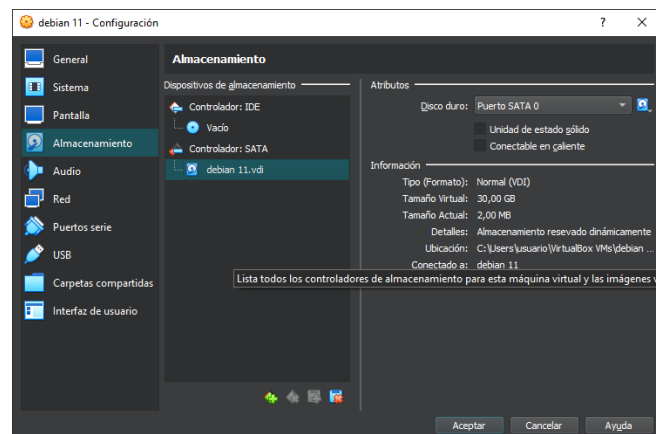 debian 11 - Configuración
?
General
Sistema
Pantalla
Almacenamiento
Audio
Red
Puertos serie
USB
Carpetas compartidas
Interfaz de usuario
Almacenamiento
Dispositivos de almacenamiento
Controlador: IDE
Vacío
Controlador: SATA
debian 11.vdi
Atributos
Disco duro: Puerto SATA 0
Unidad de estado sólido
Conectable en caliente
Información
Tipo (Formato): Normal (VDI)
Tamaño Virtual: 30,00 GB
Tamaño Actual: 2,00 MB
Detalles: Almacenamiento resevado dinámicamente
Ubicación: C:\Users\usuario\VirtualBox VMs\debian ...
Conectado a: debian 11
Lista todos los controladores de almacenamiento para esta máquina virtual y las imágenes v
Aceptar Cancelar Ayuda